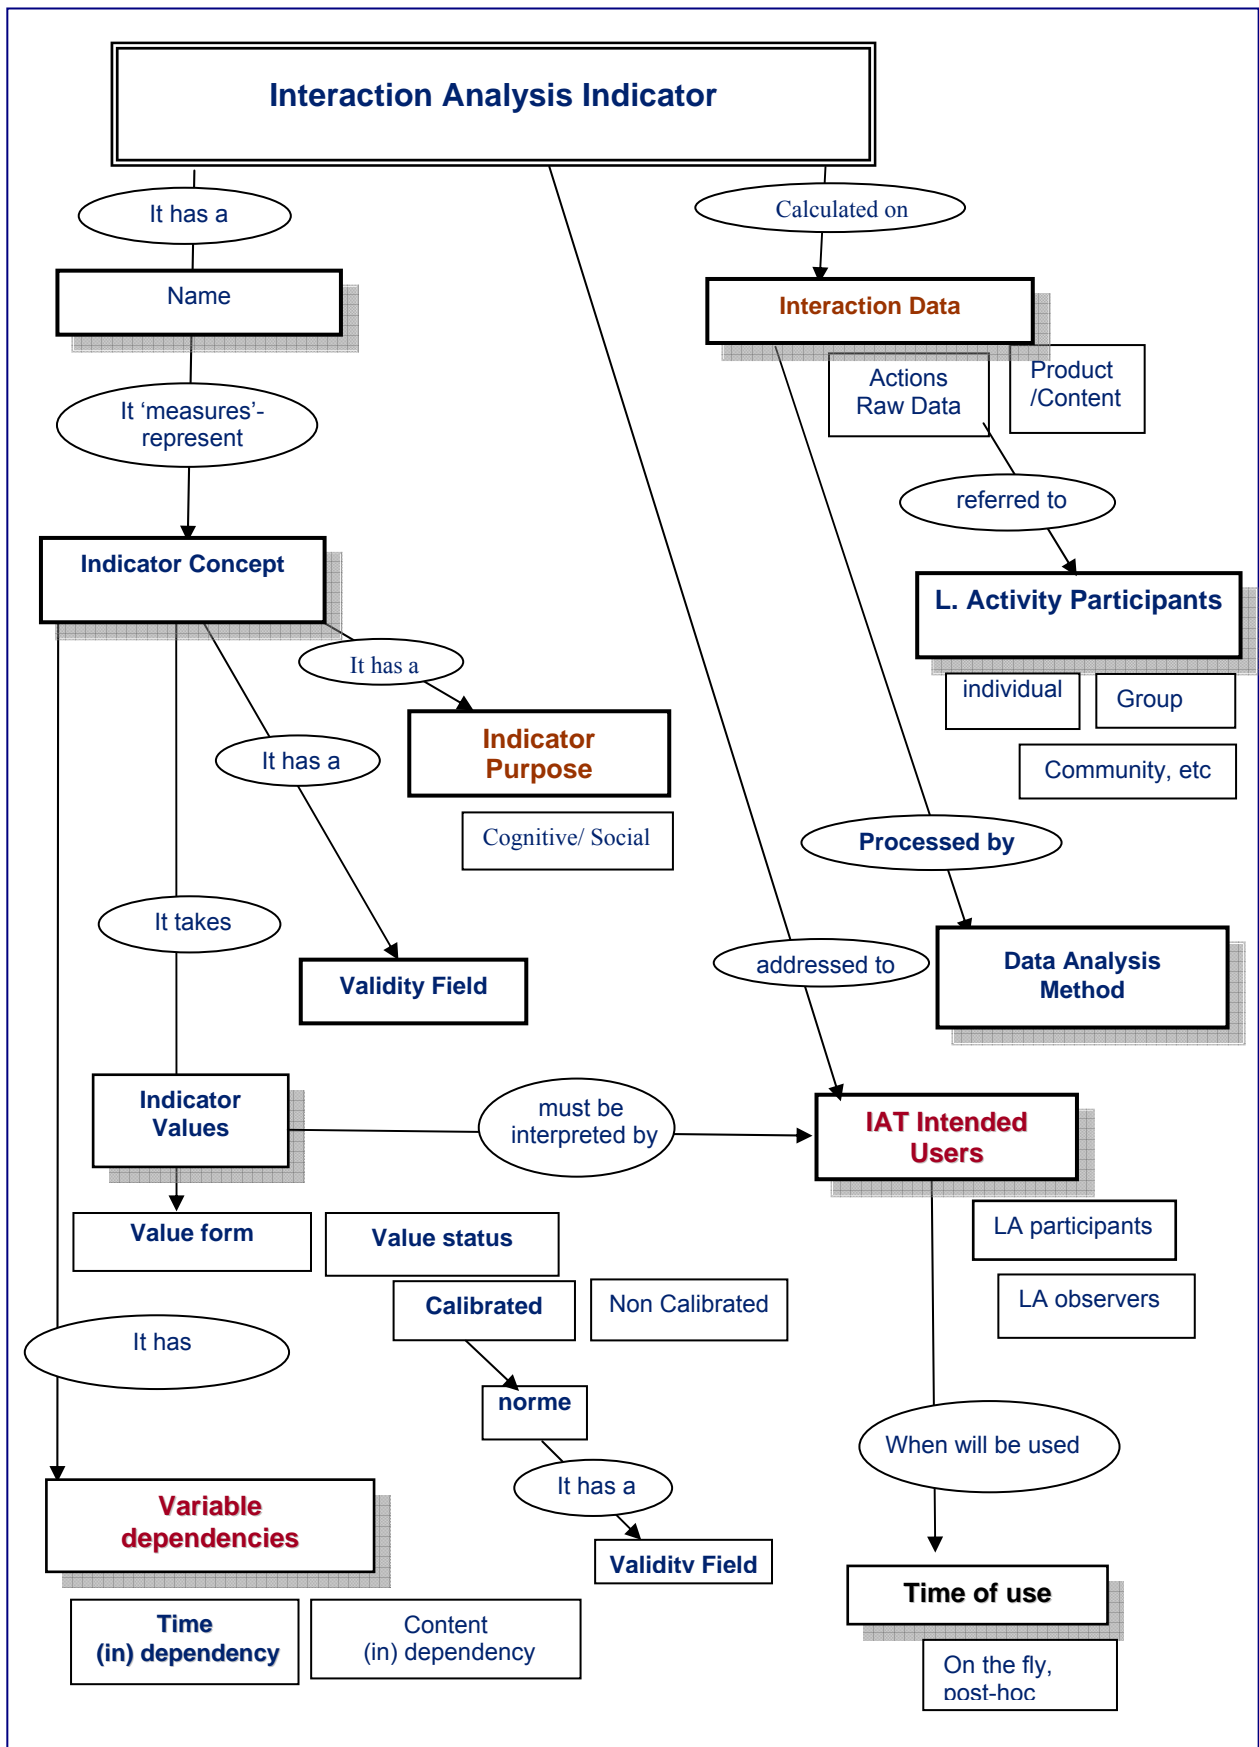 Interaction Analysis Indicator
It has a
Calculated on
Name
Interaction Data
Actions
Raw Data
Product
/Content
It ‘measures’-
represent
referred to
Indicator Concept
L. Activity Participants
It has a
individual
Group
Indicator
Purpose
It has a
Community, etc
Cognitive/ Social
Processed by
It takes
Validity Field
addressed to
Data Analysis
Method
Indicator
Values
must be
interpreted by
IAT Intended
Users
Value form
Value status
LA participants
Calibrated
Non Calibrated
LA observers
It has
norme
When will be used
It has a
Variable
dependencies
Validity Field
Time of use
Time
(in) dependency
Content
(in) dependency
On the fly,
post-hoc